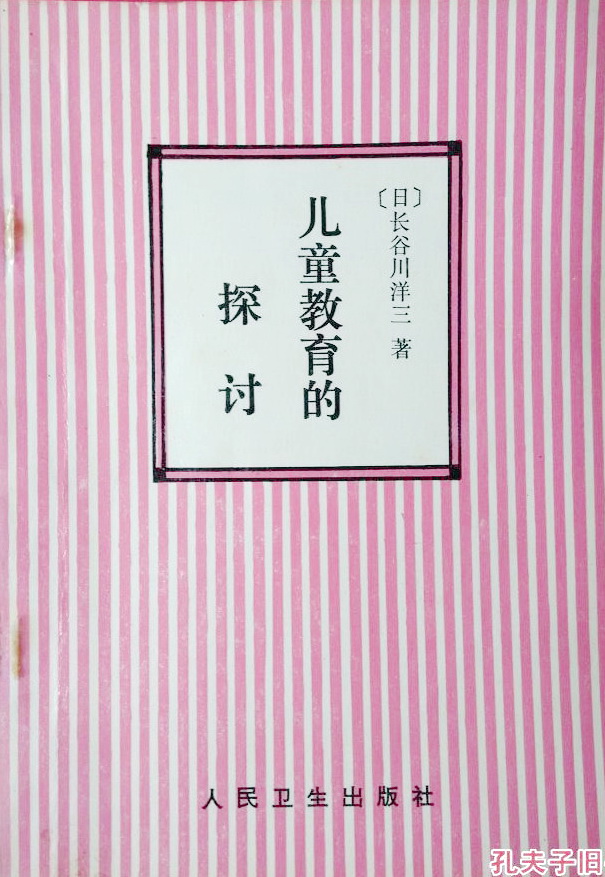 〔日〕长谷川洋三 著
儿童教育的
探讨
人民卫生出版社
孔夫子旧